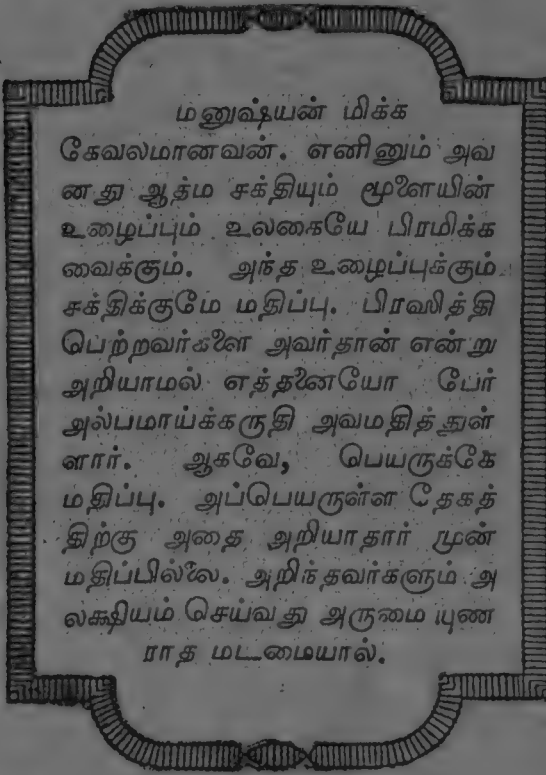 மனுஷ்யன் மிக்க
கேவலமானவன். எனினும் அவ
னது ஆத்ம சக்தியும் மூளையின்
உழைப்பும் உலகையே பிரமிக்க
வைக்கும். அந்த உழைப்புக்கும்
சக்திக்குமே மதிப்பு. பிரஸித்தி
பெற்றவர்களை அவர்தான் என்று
அறியாமல் எத்தனையோ பேர்
அல்பமாய்க்கருதி அவமதித்துள்
ளார். ஆகவே, பெயருக்கே
மதிப்பு. அப்பெயருள்ள தேகத்
திற்கு அதை அறியாதார் முன்
மதிப்பில்லை. அறிந்தவர்களும் அ
லக்ஷியம் செய்வது அருமை யுண
ராத மடமையால்.